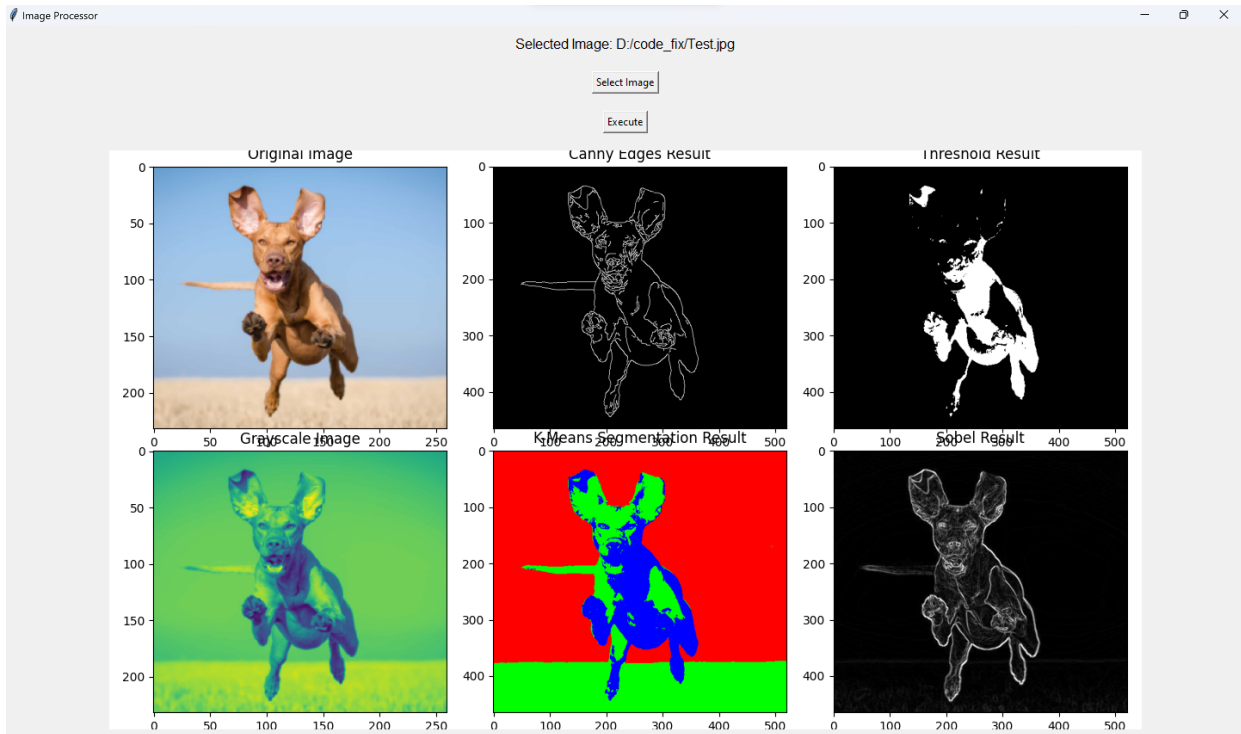 Image Processor
Selected Image: D:/code_fix/Test.jpg
Select Image
Execute
Original Image
Canny Edges Result
Threshold Result
0
50
100
150
200
0 50 100 150 200 250
0
100
200
300
400
0 100 200 300 400 500
0
100
200
300
400
0 100 200 300 400 500
Grayscale Image
K-Means Segmentation Result
Sobel Result
0
50
100
150
200
0 50 100 150 200 250
0
100
200
300
400
0 100 200 300 400 500
0
100
200
300
400
0 100 200 300 400 500